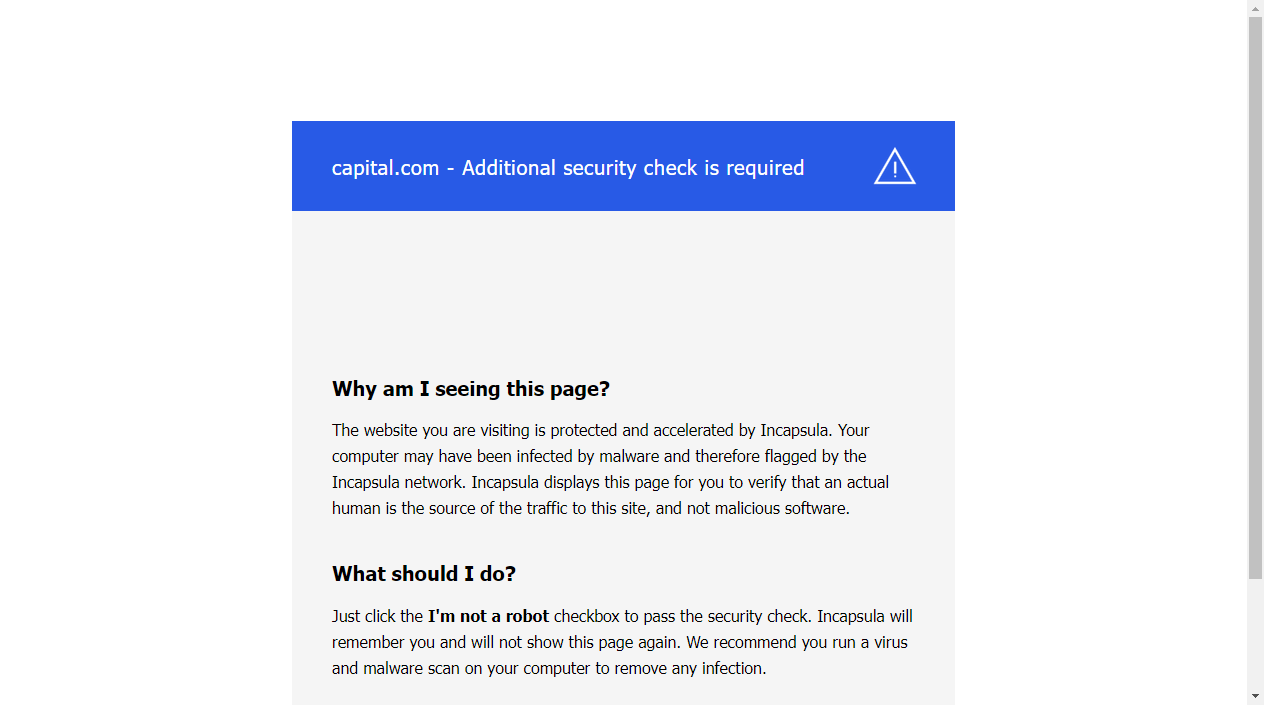 capital.com - Additional security check is required
Why am I seeing this page?
The website you are visiting is protected and accelerated by Incapsula. Your
computer may have been infected by malware and therefore flagged by the
Incapsula network. Incapsula displays this page for you to verify that an actual
human is the source of the traffic to this site, and not malicious software.
What should I do?
Just click the I'm not a robot checkbox to pass the security check. Incapsula will
remember you and will not show this page again. We recommend you run a virus
and malware scan on your computer to remove any infection.